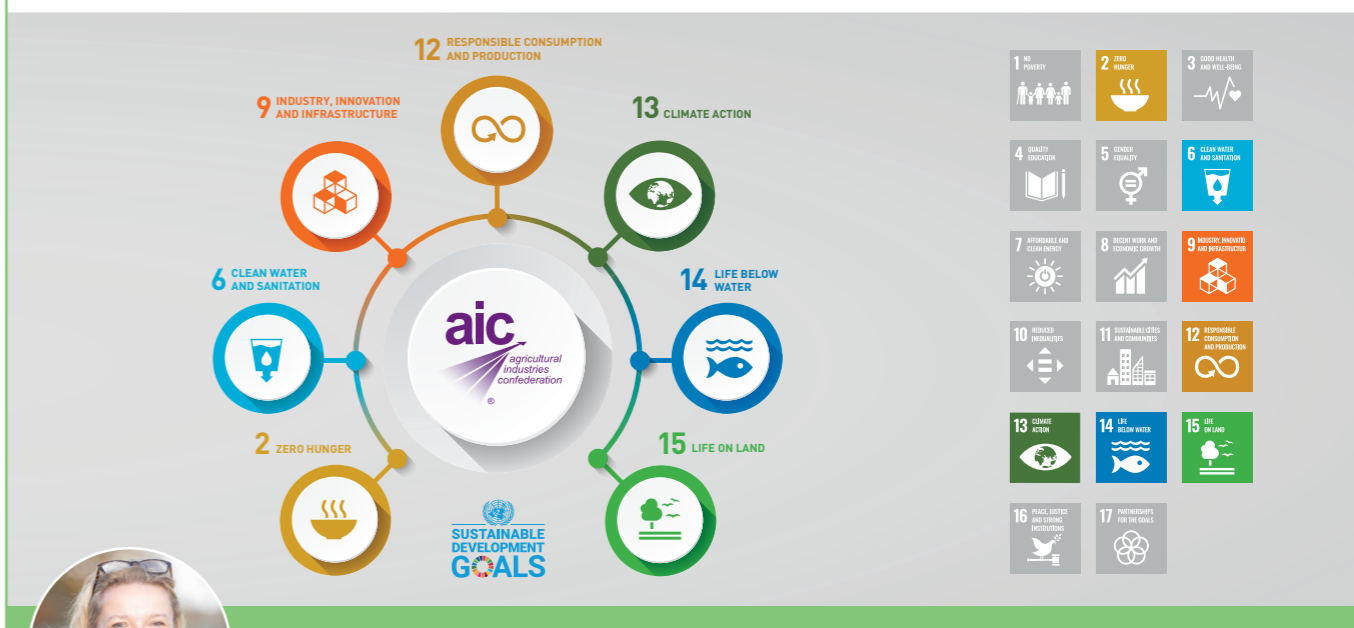 12 RESPONSIBLE CONSUMPTION
AND PRODUCTION
9 INDUSTRY, INNOVATION
AND INFRASTRUCTURE
13 CLIMATE ACTION
6 CLEAN WATER
AND SANITATION
14 LIFE BELOW
WATER
aic
agricultural
industries
confederation
®
2 ZERO HUNGER
15 LIFE ON LAND
SUSTAINABLE
DEVELOPMENT
GOALS
1 NO
POVERTY
2 ZERO
HUNGER
3 GOOD HEALTH
AND WELL-BEING
4 QUALITY
EDUCATION
5 GENDER
EQUALITY
6 CLEAN WATER
AND SANITATION
7 AFFORDABLE AND
CLEAN ENERGY
8 DECENT WORK AND
ECONOMIC GROWTH
9 INDUSTRY, INNOVATIO
AND INFRASTRUCTUR
10 REDUCED
INEQUALITIES
11 SUSTAINABLE CITIES
AND COMMUNITIES
12 RESPONSIBLE
CONSUMPTION
AND PRODUCTION
13 CLIMATE
ACTION
14 LIFE
BELOW WATER
15 LIFE
ON LAND
16 PEACE, JUSTICE
AND STRONG
INSTITUTIONS
17 PARTNERSHIPS
FOR THE GOALS